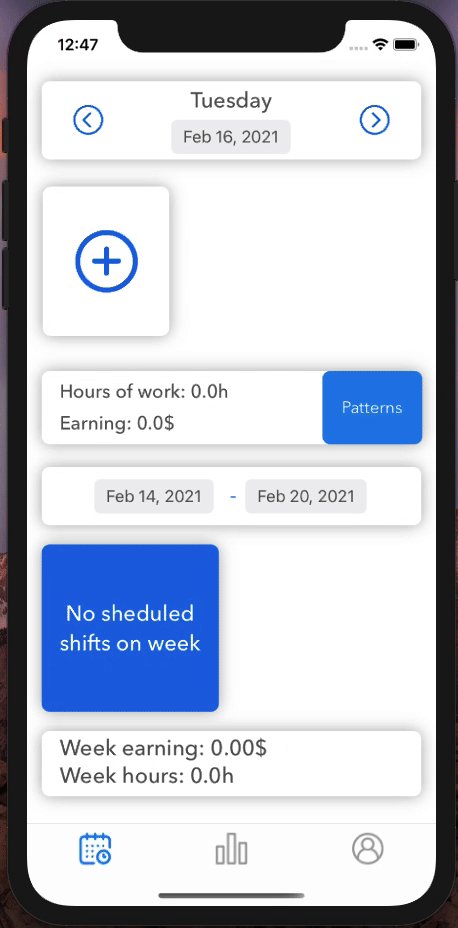 12:47
Tuesday
Feb 16, 2021
Hours of work: 0.0h
Earning: 0.0$
Patterns
Feb 14, 2021 - Feb 20, 2021
No sheduled
shifts on week
Week earning: 0.00$
Week hours: 0.0h